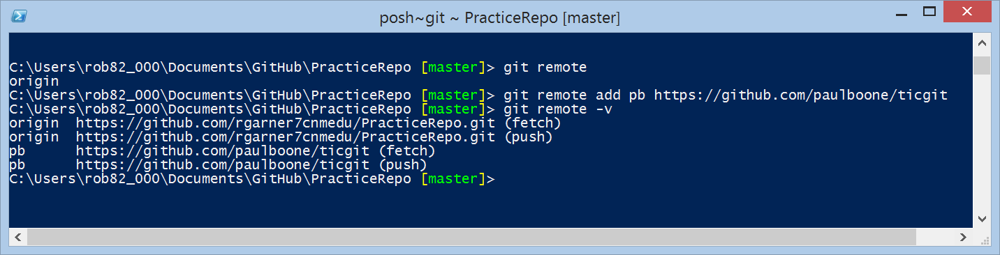 posh~git ~ PracticeRepo [master]
C:\Users\rob82_000\Documents\GitHub\PracticeRepo [master]> git remote
origin
C:\Users\rob82_000\Documents\GitHub\PracticeRepo [master]> git remote add pb https://github.com/paulboone/ticgit
C:\Users\rob82_000\Documents\GitHub\PracticeRepo [master]> git remote -v
origin  https://github.com/rgarner7cnmedu/PracticeRepo.git (fetch)
origin  https://github.com/rgarner7cnmedu/PracticeRepo.git (push)
pb      https://github.com/paulboone/ticgit (fetch)
pb      https://github.com/paulboone/ticgit (push)
C:\Users\rob82_000\Documents\GitHub\PracticeRepo [master]>